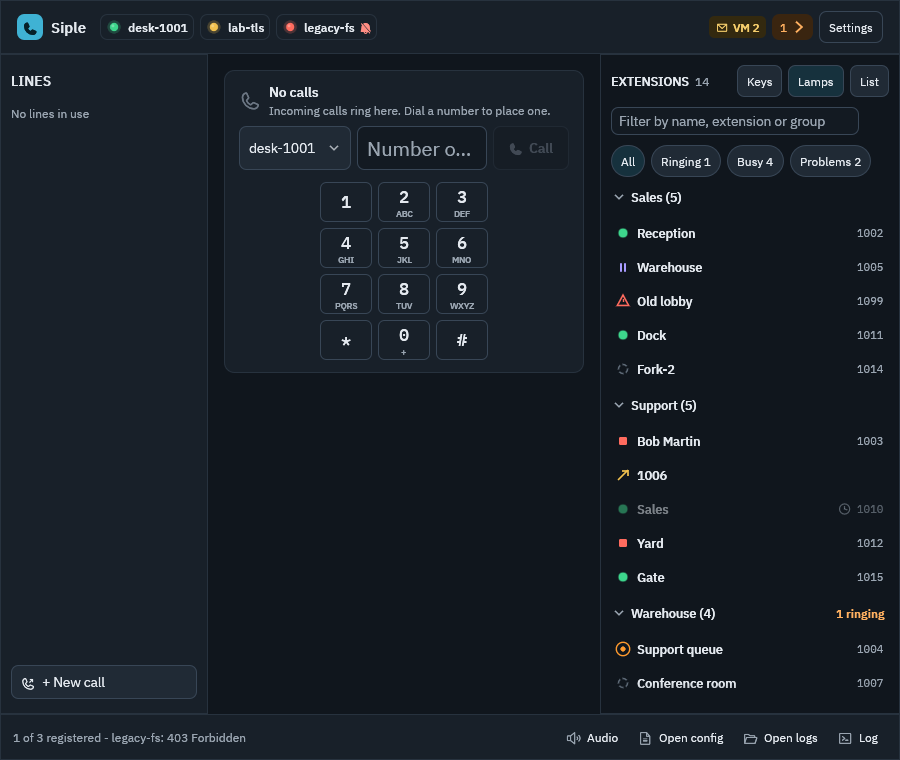 Siple
desk-1001
lab-tls
legacy-fs
VM 2
1
Settings
LINES
No lines in use
+ New call
No calls
Incoming calls ring here. Dial a number to place one.
desk-1001
Number o...
Call
1
2
ABC
3
DEF
4
GHI
5
JKL
6
MNO
7
PQRS
8
TUV
9
WXYZ
*
0
+
#
EXTENSIONS 14
Keys
Lamps
List
Filter by name, extension or group
All
Ringing 1
Busy 4
Problems 2
Sales (5)
Reception 1002
Warehouse 1005
Old lobby 1099
Dock 1011
Fork-2 1014
Support (5)
Bob Martin 1003
1006
Sales 1010
Yard 1012
Gate 1015
Warehouse (4) 1 ringing
Support queue 1004
Conference room 1007
1 of 3 registered - legacy-fs: 403 Forbidden
Audio
Open config
Open logs
Log